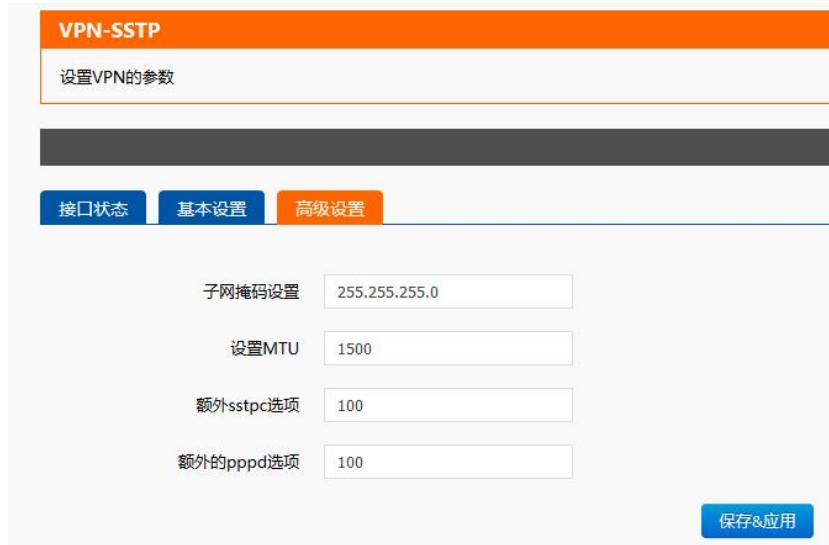 VPN-SSTP
设置VPN的参数
接口状态 基本设置 高级设置
子网掩码设置 255.255.255.0
设置MTU 1500
额外sstpc选项 100
额外的pppd选项 100
保存&应用